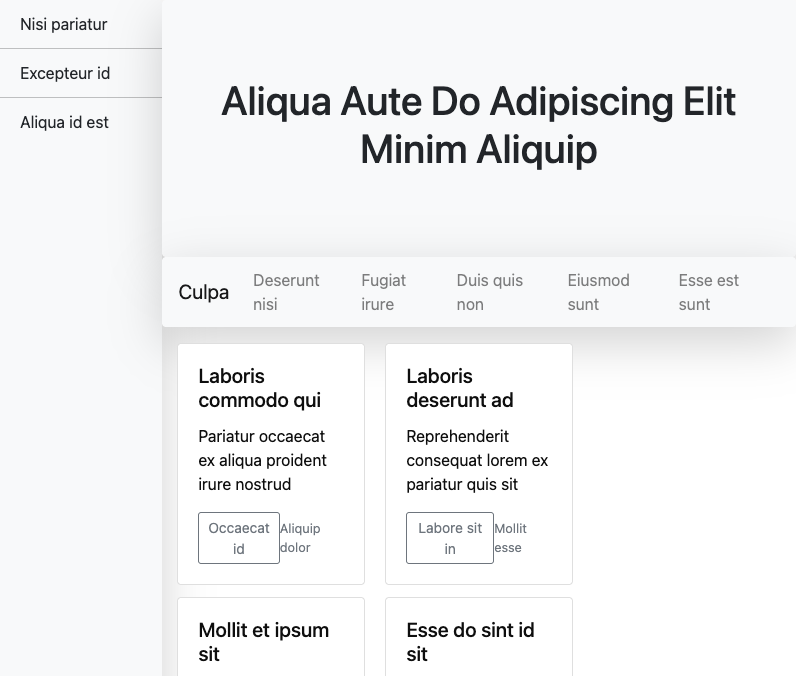 Nisi pariatur
Excepteur id
Aliqua id est
Aliqua Aute Do Adipiscing Elit
Minim Aliquip
Culpa
Deserunt
nisi
Fugiat
irure
Duis quis
non
Eiusmod
sunt
Esse est
sunt
Laboris
commodo qui
Pariatur occaecat
ex aliqua proident
irure nostrud
Occaecat
id
Aliquip
dolor
Laboris
deserunt ad
Reprehenderit
consequat lorem ex
pariatur quis sit
Labore sit
in
Mollit
esse
Mollit et ipsum
sit
Esse do sint id
sit